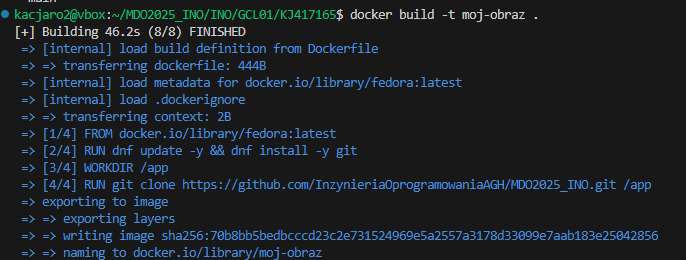 main
kacjaro2@vbox:~/MDO2025_INO/INO/GCL01/KJ417165$ docker build -t moj-obraz .
[+] Building 46.2s (8/8) FINISHED
=> [internal] load build definition from Dockerfile
=> => transferring dockerfile: 444B
=> [internal] load metadata for docker.io/library/fedora:latest
=> [internal] load .dockerignore
=> => transferring context: 2B
=> [1/4] FROM docker.io/library/fedora:latest
=> [2/4] RUN dnf update -y && dnf install -y git
=> [3/4] WORKDIR /app
=> [4/4] RUN git clone https://github.com/InzynieriaOprogramowaniaAGH/MDO2025_INO.git /app
=> exporting to image
=> => exporting layers
=> => writing image sha256:70b8bb5bedbcccd23c2e731524969e5a2557a3178d33099e7aab183e25042856
=> => naming to docker.io/library/moj-obraz